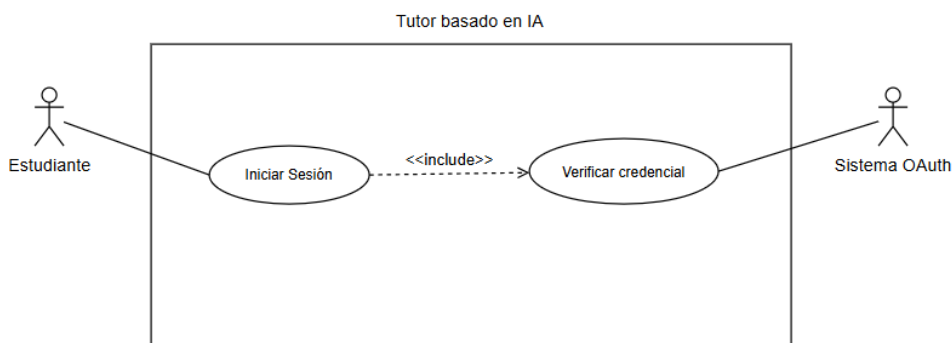 Tutor basado en IA
Estudiante
Iniciar Sesión
<<include>>
Verificar credencial
Sistema OAuth